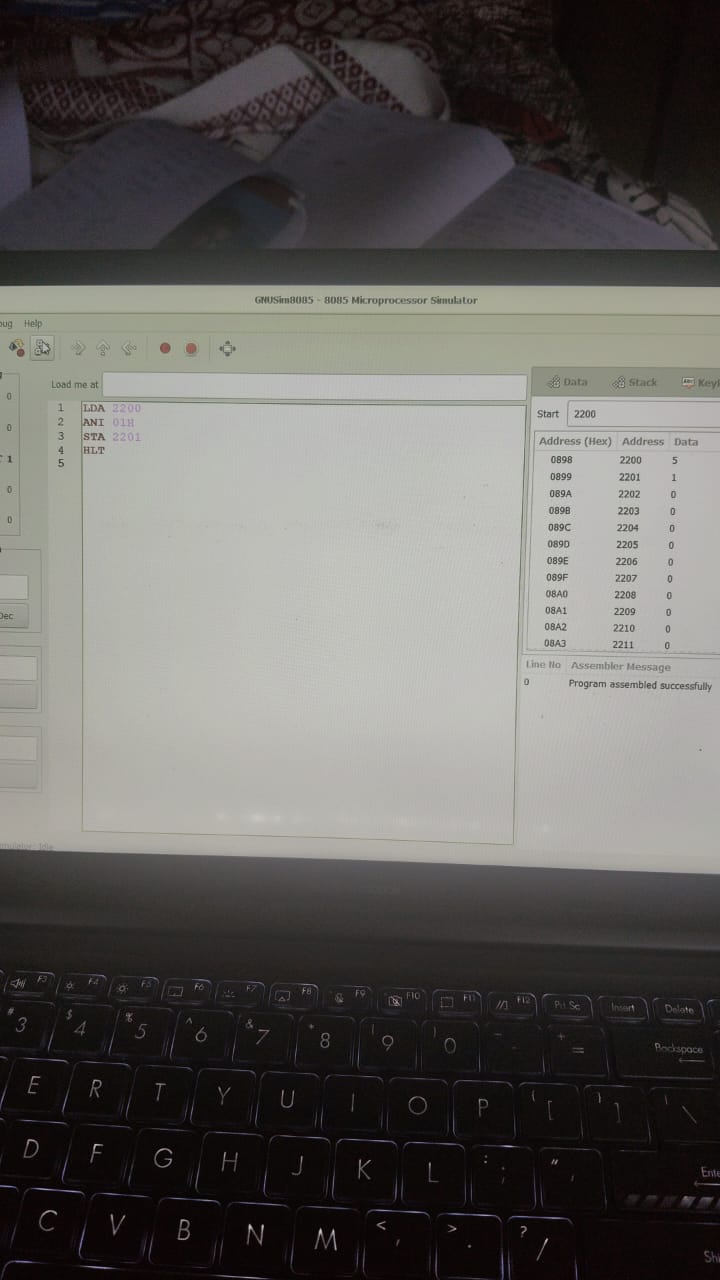 GNUSim8085 - 8085 Microprocessor Simulator
bug Help
Load me at
Data Stack
Start 2200
1 LDA 2200
2 ANI 01H
3 STA 2201
4 HLT
5
Address (Hex) Address Data
0898 2200 5
0899 2201 1
089A 2202 0
089B 2203 0
089C 2204 0
089D 2205 0
089E 2206 0
089F 2207 0
08A0 2208 0
08A1 2209 0
08A2 2210 0
08A3 2211 0
Line No Assembler Message
0 Program assembled successfully
0
0
1
0
0
Dec
Idle
F3 F4 F5 F6 F7 F8 F9 F10 F11 F12 Prt Sc Insert Delete
# 3 $ 4 % 5 ^ 6 & 7 * 8 ( 9 ) 0 - + = Backspace
E R T Y U I O P { [ } ] | \
D F G H J K L : ; " ' Ente
C V B N M < , > . ? / Sh